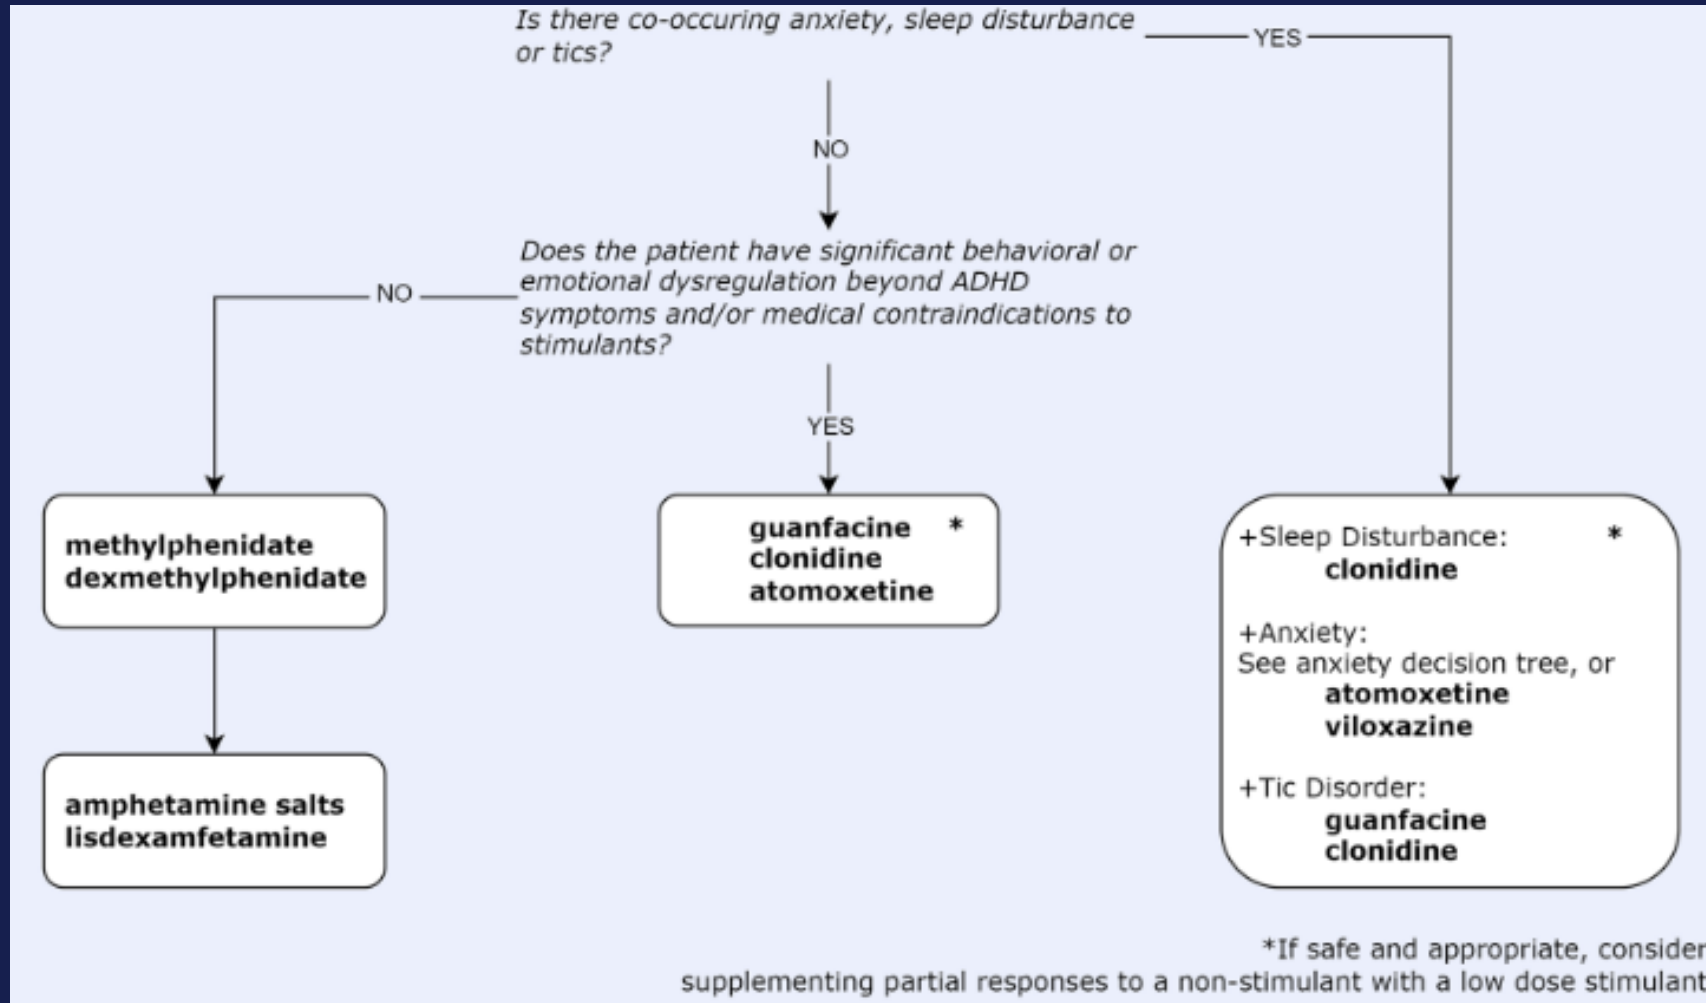 Is there co-occuring anxiety, sleep disturbance
or tics?
YES
NO
Does the patient have significant behavioral or
emotional dysregulation beyond ADHD
symptoms and/or medical contraindications to
stimulants?
NO
YES
methylphenidate
dexmethylphenidate
guanfacine *
clonidine
atomoxetine
+Sleep Disturbance: *
clonidine
+Anxiety:
See anxiety decision tree, or
atomoxetine
viloxazine
+Tic Disorder:
guanfacine
clonidine
amphetamine salts
lisdexamfetamine
*If safe and appropriate, consider
supplementing partial responses to a non-stimulant with a low dose stimulant